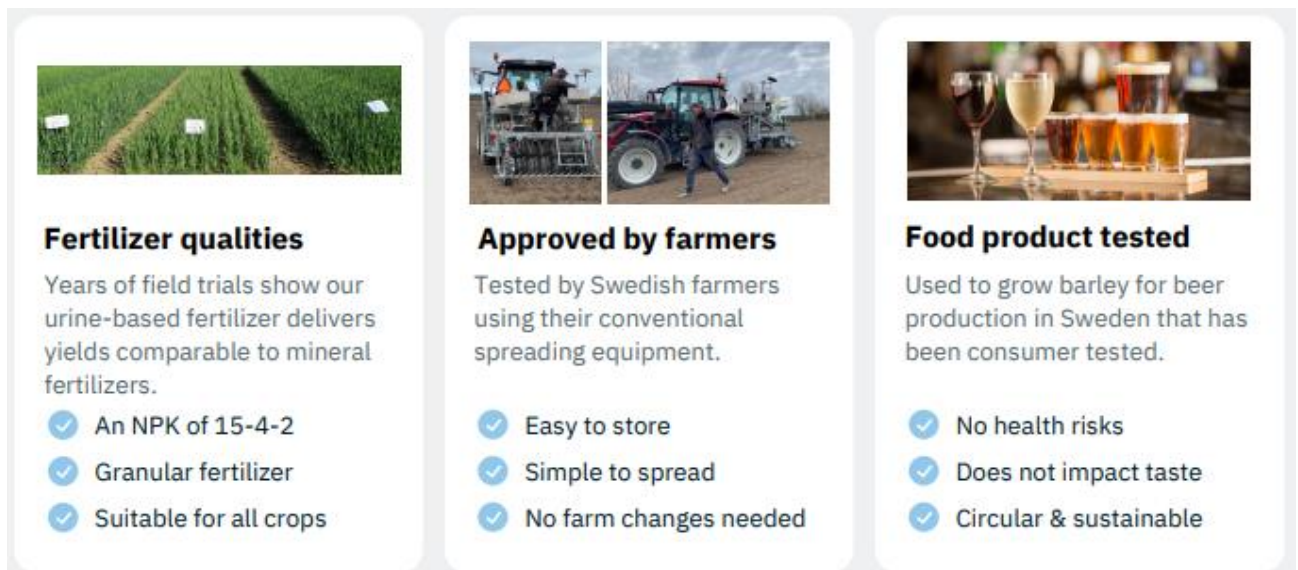 Fertilizer qualities
Years of field trials show our
urine-based fertilizer delivers
yields comparable to mineral
fertilizers.
An NPK of 15-4-2
Granular fertilizer
Suitable for all crops
Approved by farmers
Tested by Swedish farmers
using their conventional
spreading equipment.
Easy to store
Simple to spread
No farm changes needed
Food product tested
Used to grow barley for beer
production in Sweden that has
been consumer tested.
No health risks
Does not impact taste
Circular & sustainable